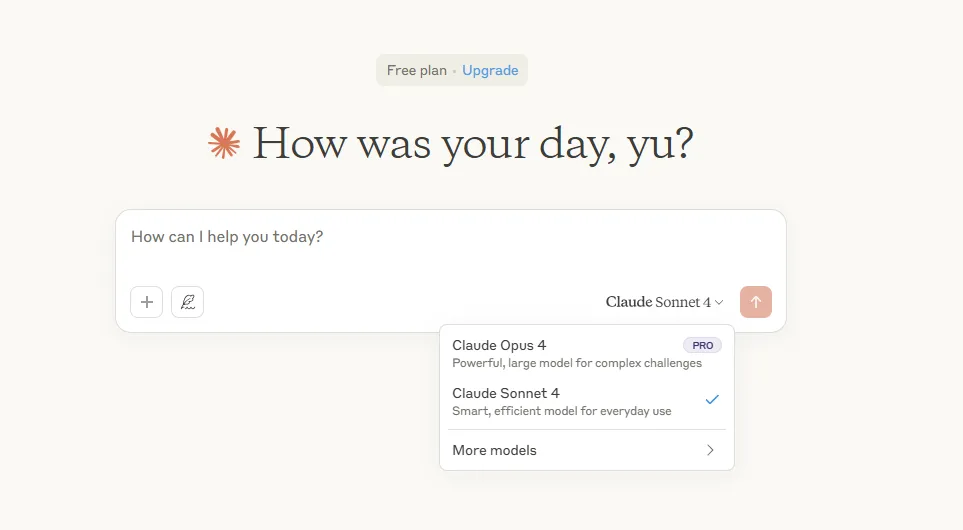 Free plan • Upgrade
How was your day, yu?
How can I help you today?
Claude Sonnet 4
Claude Opus 4 PRO
Powerful, large model for complex challenges
Claude Sonnet 4
Smart, efficient model for everyday use
More models